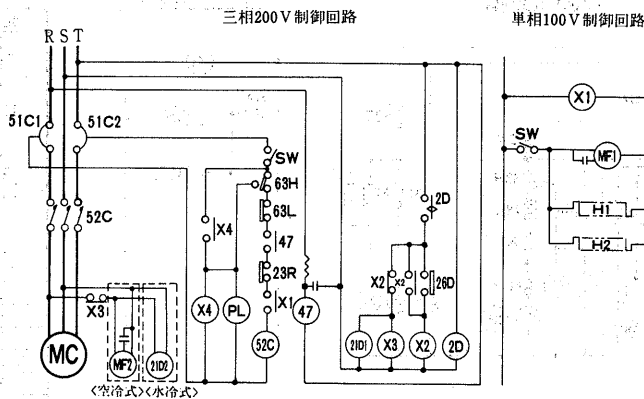 三相200V制御回路
単相100V制御回路
R S T
51C1
51C2
52C
X3
MC
MF2
21D2
<空冷式>
<水冷式>
SW
63H
63L
47
23R
X1
52C
X4
X4
PL
47
2D
X2
X2
26D
21D1
X3
X2
2D
X1
SW
MF1
H1
H2